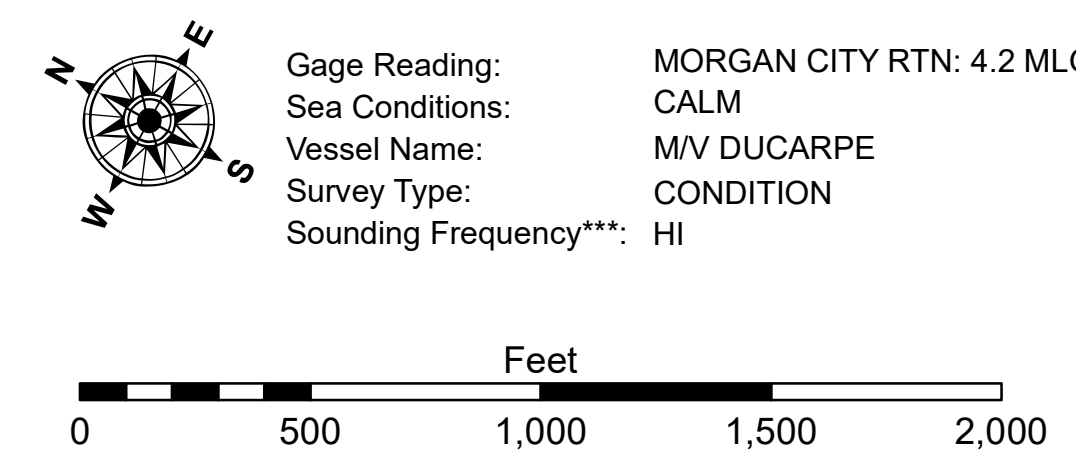 N
E
S
W
Gage Reading: MORGAN CITY RTN: 4.2
Sea Conditions: CALM
Vessel Name: M/V DUCARPE
Survey Type: CONDITION
Sounding Frequency***: HI
Feet
0 500 1,000 1,500 2,000